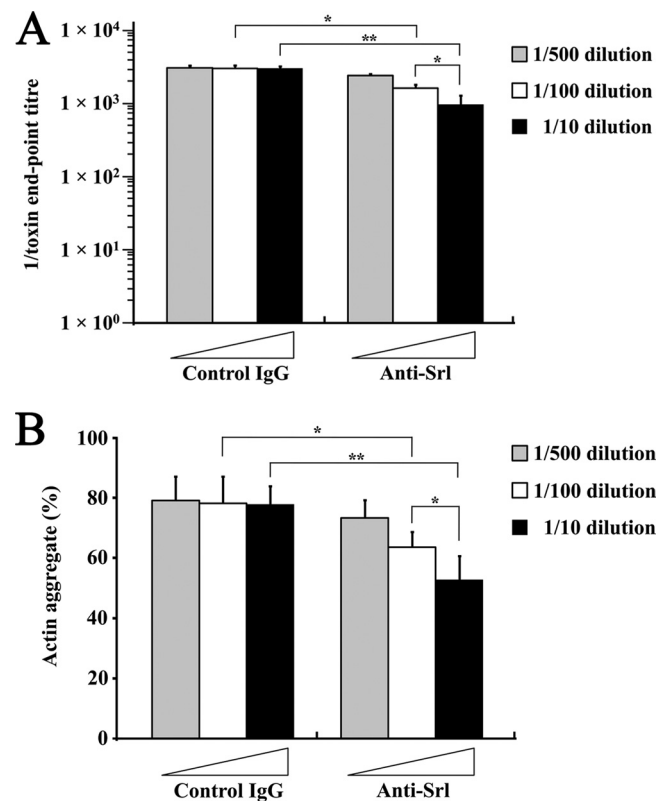 A
1/toxin end-point titre
1 × 10⁴
1 × 10³
1 × 10²
1 × 10¹
1 × 10⁰
*
**
*
1/500 dilution
1/100 dilution
1/10 dilution
Control IgG
Anti-Srl
B
Actin aggregate (%)
100
80
60
40
20
0
*
**
*
1/500 dilution
1/100 dilution
1/10 dilution
Control IgG
Anti-Srl